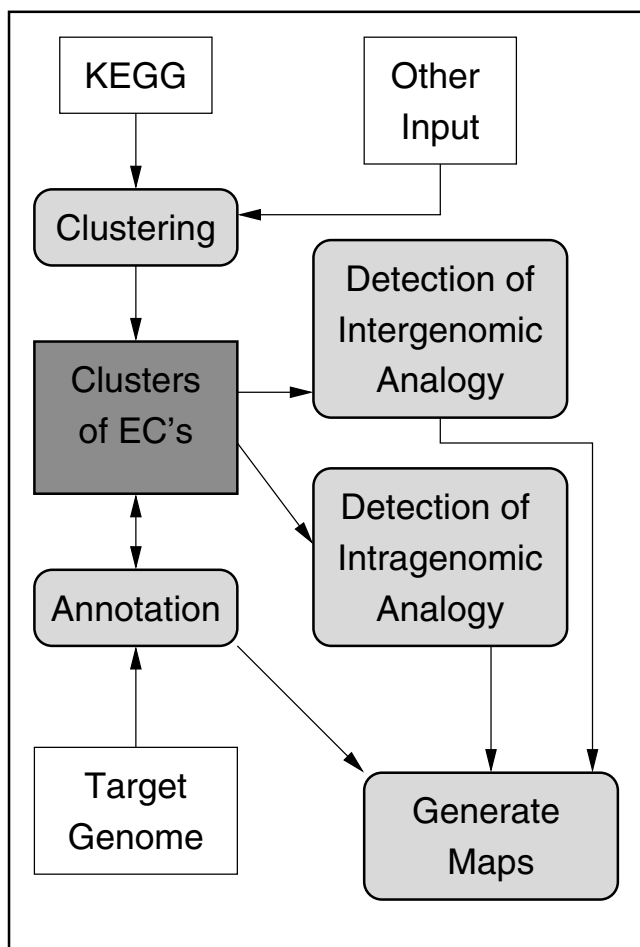 KEGG
Other
Input
Clustering
Detection of
Intergenomic
Analogy
Clusters
of EC's
Detection of
Intragenomic
Analogy
Annotation
Target
Genome
Generate
Maps